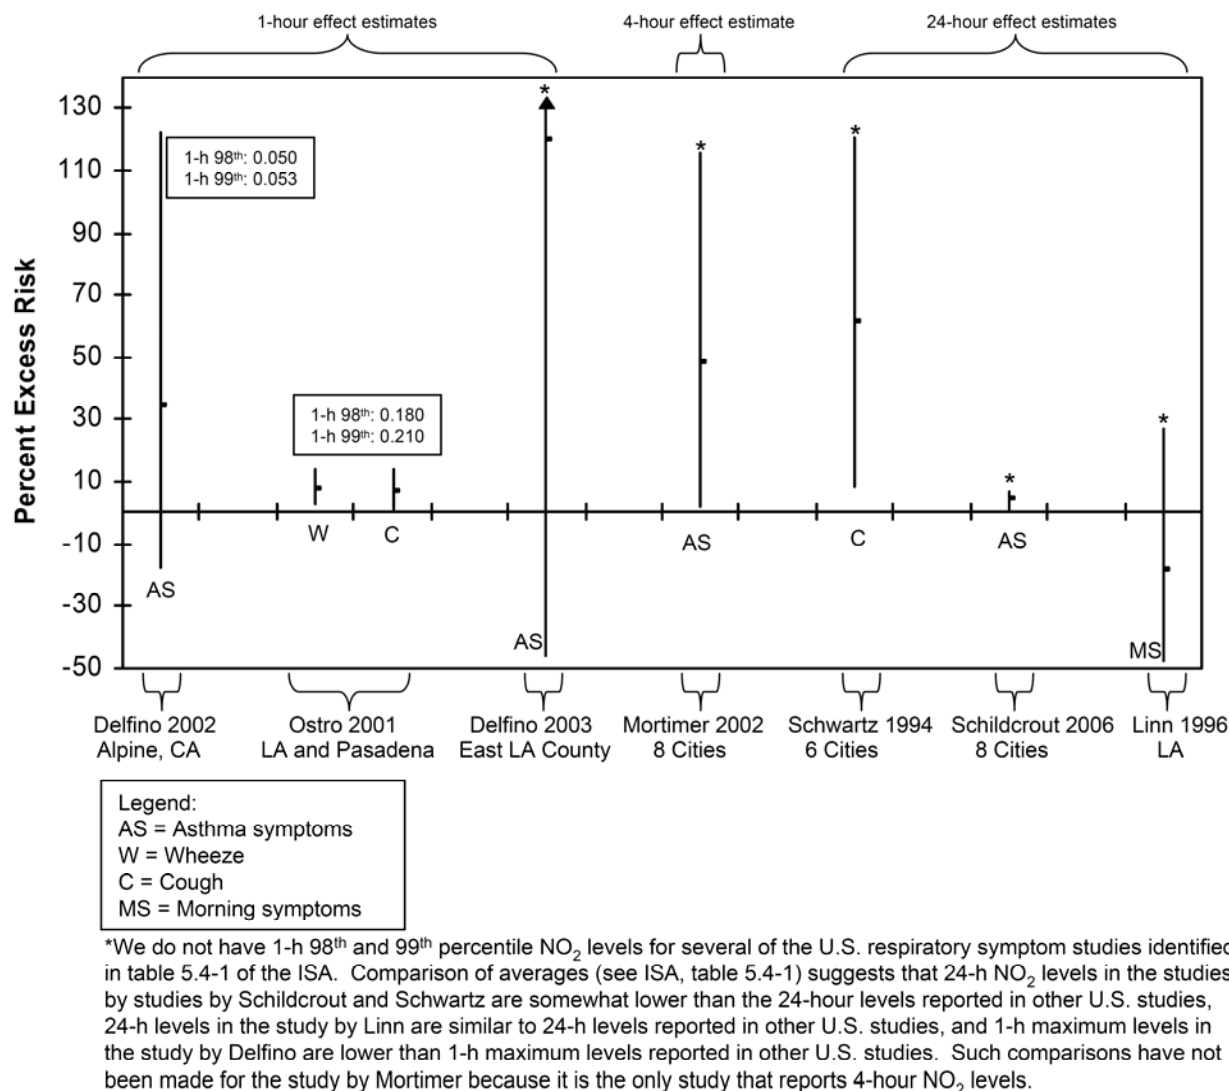 1-hour effect estimates 4-hour effect estimate 24-hour effect estimates
*
130
* *
1-h 98th: 0.050
1-h 99th: 0.053
110
90
70
50
30
10
-10
-30
-50
Percent Excess Risk
1-h 98th: 0.180
1-h 99th: 0.210
*
*
W C AS C AS
AS
AS MS
Delfino 2002 Ostro 2001 Delfino 2003 Mortimer 2002 Schwartz 1994 Schildcrout 2006 Linn 1996
Alpine, CA LA and Pasadena East LA County 8 Cities 6 Cities 8 Cities LA
Legend:
AS = Asthma symptoms
W = Wheeze
C = Cough
MS = Morning symptoms
*We do not have 1-h 98th and 99th percentile NO2 levels for several of the U.S. respiratory symptom studies identified
in table 5.4-1 of the ISA. Comparison of averages (see ISA, table 5.4-1) suggests that 24-h NO2 levels in the studies
by studies by Schildcrout and Schwartz are somewhat lower than the 24-hour levels reported in other U.S. studies,
24-h levels in the study by Linn are similar to 24-h levels reported in other U.S. studies, and 1-h maximum levels in
the study by Delfino are lower than 1-h maximum levels reported in other U.S. studies. Such comparisons have not
been made for the study by Mortimer because it is the only study that reports 4-hour NO2 levels.